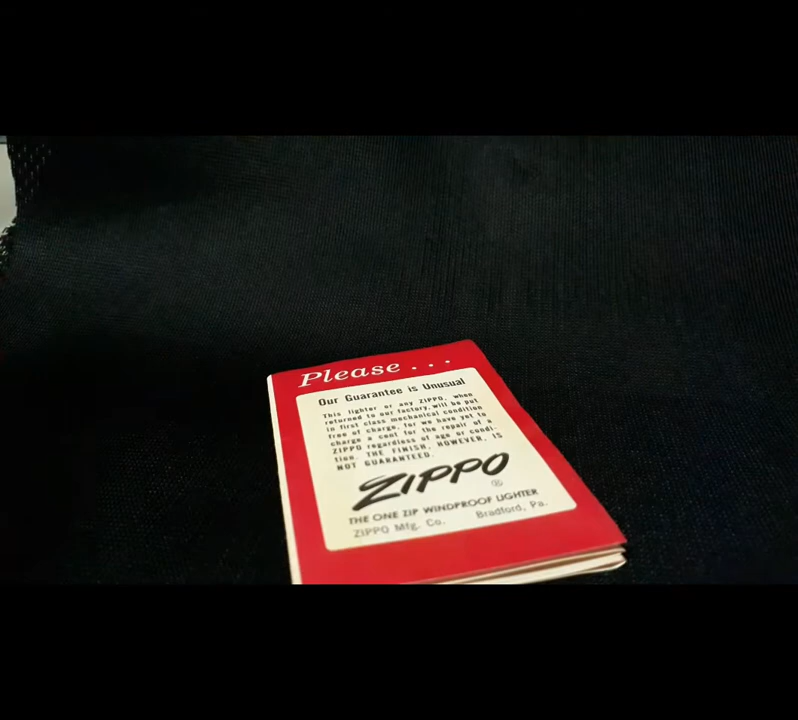 Please...
Our Guarantee is Unusual
This lighter or any ZIPPO, when
returned to our factory, will be put
in first class mechanical condition
free of charge, for we have yet to
charge a cent for the repair of a
ZIPPO regardless of age or condi-
tion. THE FINISH, HOWEVER, IS
NOT GUARANTEED.
ZIPPO ®
THE ONE ZIP WINDPROOF LIGHTER
ZIPPO Mfg. Co. Bradford, Pa.